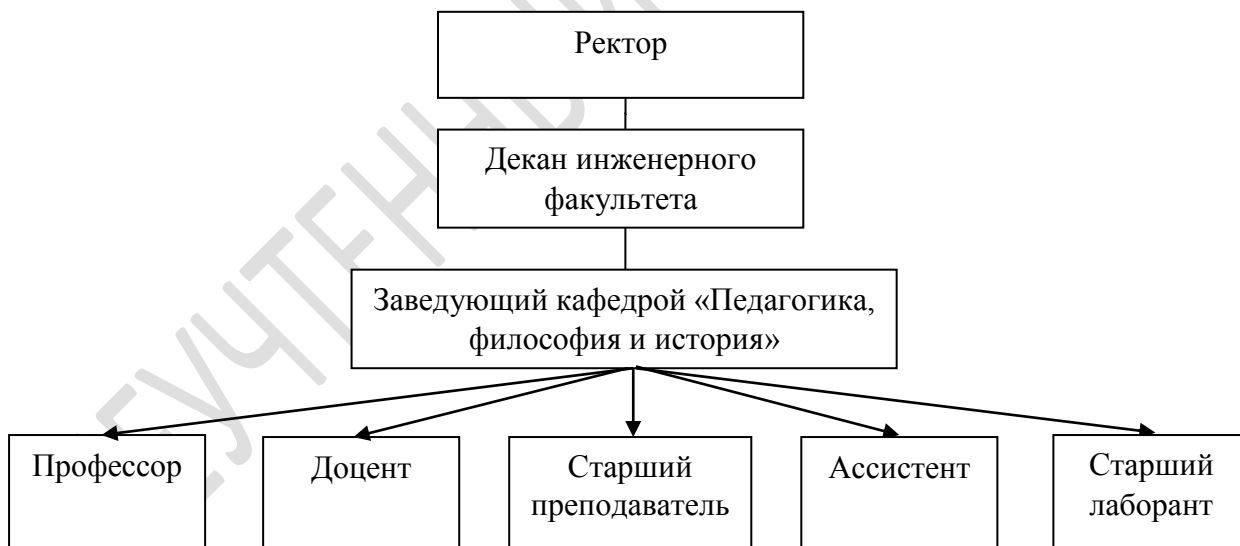 Ректор
Декан инженерного
факультета
Заведующий кафедрой «Педагогика,
философия и история»
Профессор
Доцент
Старший
преподаватель
Ассистент
Старший
лаборант